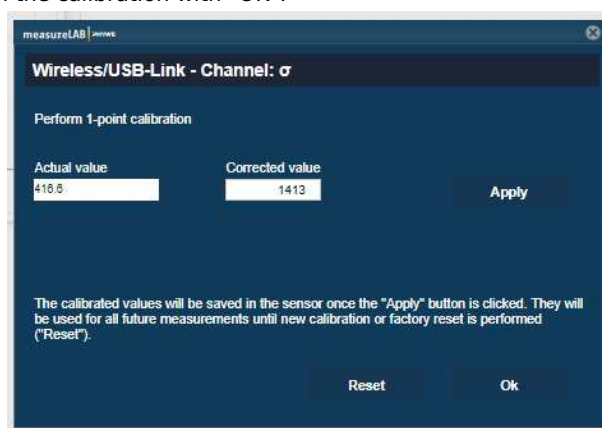 the calibration with "OK".
measureLAB
Wireless/USB-Link - Channel: σ
Perform 1-point calibration
Actual value Corrected value
416.6 1413 Apply
The calibrated values will be saved in the sensor once the "Apply" button is clicked. They will
be used for all future measurements until new calibration or factory reset is performed
("Reset").
Reset Ok